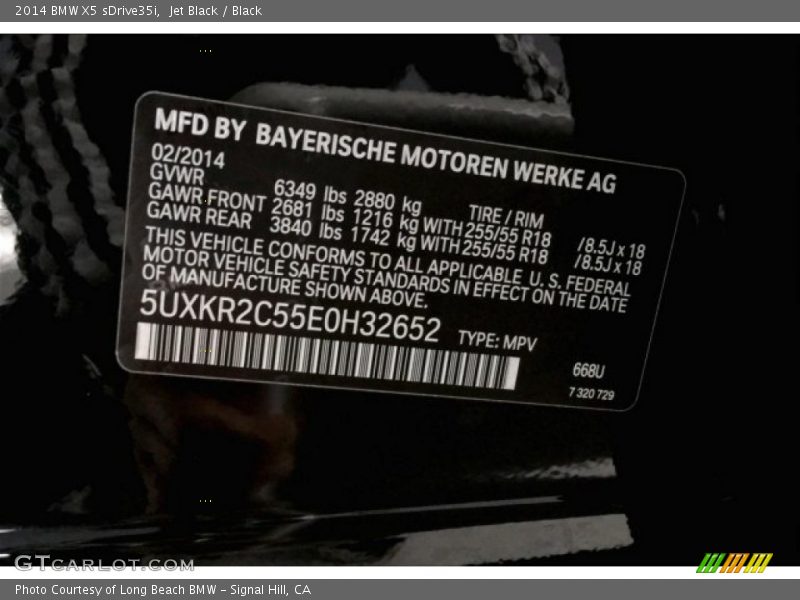 2014 BMW X5 sDrive35i,  Jet Black / Black
MFD BY BAYERISCHE MOTOREN WERKE AG
02/2014
GVWR 6349 lbs 2880 kg TIRE / RIM
GAWR FRONT 2681 lbs 1216 kg WITH 255/55 R18 /8.5J x 18
GAWR REAR 3840 lbs 1742 kg WITH 255/55 R18 /8.5J x 18
THIS VEHICLE CONFORMS TO ALL APPLICABLE U. S. FEDERAL
MOTOR VEHICLE SAFETY STANDARDS IN EFFECT ON THE DATE
OF MANUFACTURE SHOWN ABOVE.
5UXKR2C55E0H32652 TYPE: MPV
668U
7 320 729
GTCARLOT.COM
Photo Courtesy of Long Beach BMW - Signal Hill, CA